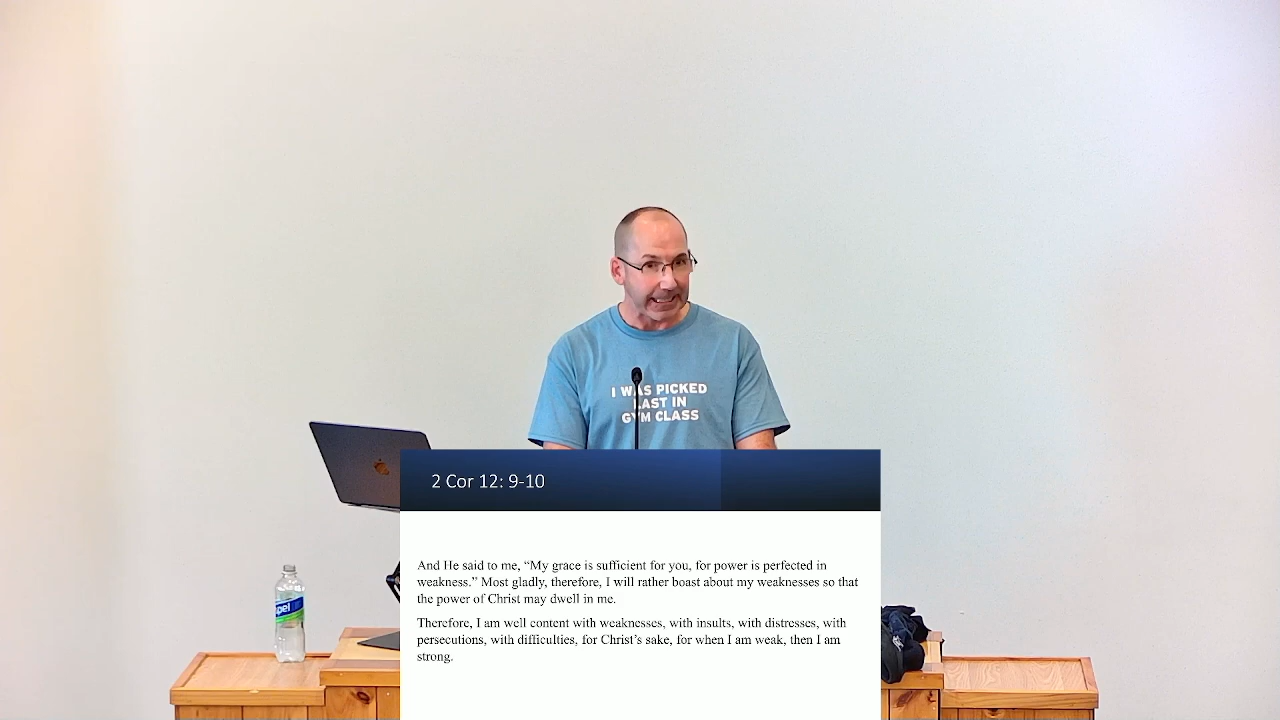 I WAS PICKED
LAST IN
GYM CLASS
2 Cor 12: 9-10
And He said to me, “My grace is sufficient for you, for power is perfected in
weakness.” Most gladly, therefore, I will rather boast about my weaknesses so that
the power of Christ may dwell in me.
Therefore, I am well content with weaknesses, with insults, with distresses, with
persecutions, with difficulties, for Christ’s sake, for when I am weak, then I am
strong.